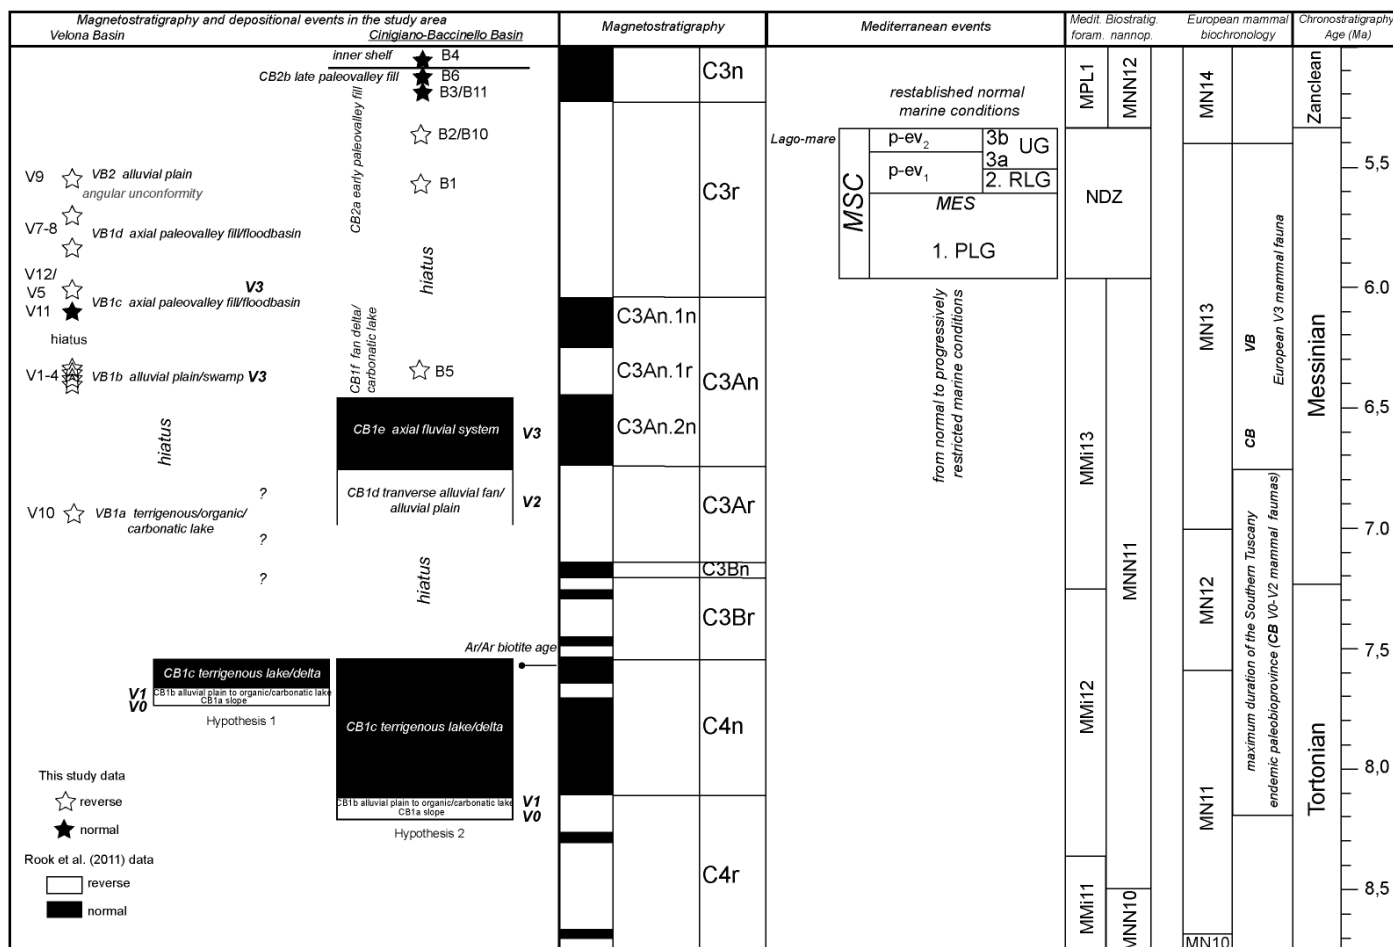 Magnetostratigraphy and depositional events in the study area
Velona Basin
Cinigiano-Baccinello Basin
Magnetostratigraphy
Mediterranean events
Medit. Biostratig.
foram. nannop.
European mammal
biochronology
Chronostratigraphy
Age (Ma)
inner shelf
B4
CB2b late paleovalley fill
B6
B3/B11
CB2a early paleovalley fill
B2/B10
B1
hiatus
CB1f fan delta/
carbonatic lake
B5
V9
VB2 alluvial plain
angular unconformity
V7-8
VB1d axial paleovalley fill/floodbasin
V12/
V5
V3
VB1c axial paleovalley fill/floodbasin
V11
hiatus
V1-4
VB1b alluvial plain/swamp V3
hiatus
V10
VB1a terrigenous/organic/
carbonatic lake
?
?
?
CB1e axial fluvial system
V3
CB1d tranverse alluvial fan/
alluvial plain
V2
hiatus
Ar/Ar biotite age
CB1c terrigenous lake/delta
V1
CB1b alluvial plain to organic/carbonatic lake
V0
CB1a slope
Hypothesis 1
CB1c terrigenous lake/delta
CB1b alluvial plain to organic/carbonatic lake
V1
CB1a slope
V0
Hypothesis 2
This study data
reverse
normal
Rook et al. (2011) data
reverse
normal
C3n
C3r
C3An.1n
C3An.1r
C3An
C3An.2n
C3Ar
C3Bn
C3Br
C4n
C4r
restablished normal
marine conditions
Lago-mare
MSC
p-ev2
3b
UG
3a
p-ev1
2. RLG
MES
1. PLG
from normal to progressively
restricted marine conditions
MPL1
MNN12
NDZ
MMi13
MNN11
MMi12
MMi11
MNN10
MN14
MN13
MN12
MN11
MN10
VB
CB
European V3 mammal fauna
maximum duration of the Southern Tuscany
endemic paleobioprovince (CB V0-V2 mammal faumas)
Zanclean
Messinian
Tortonian
5,5
6.0
6,5
7.0
7,5
8,0
8,5